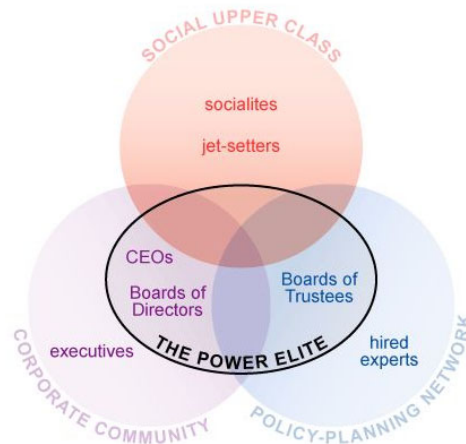 SOCIAL UPPER CLASS
socialites
jet-setters
CEOs
Boards of
Directors
Boards of
Trustees
executives
hired
experts
THE POWER ELITE
CORPORATE COMMUNITY
POLICY-PLANNING NETWORK